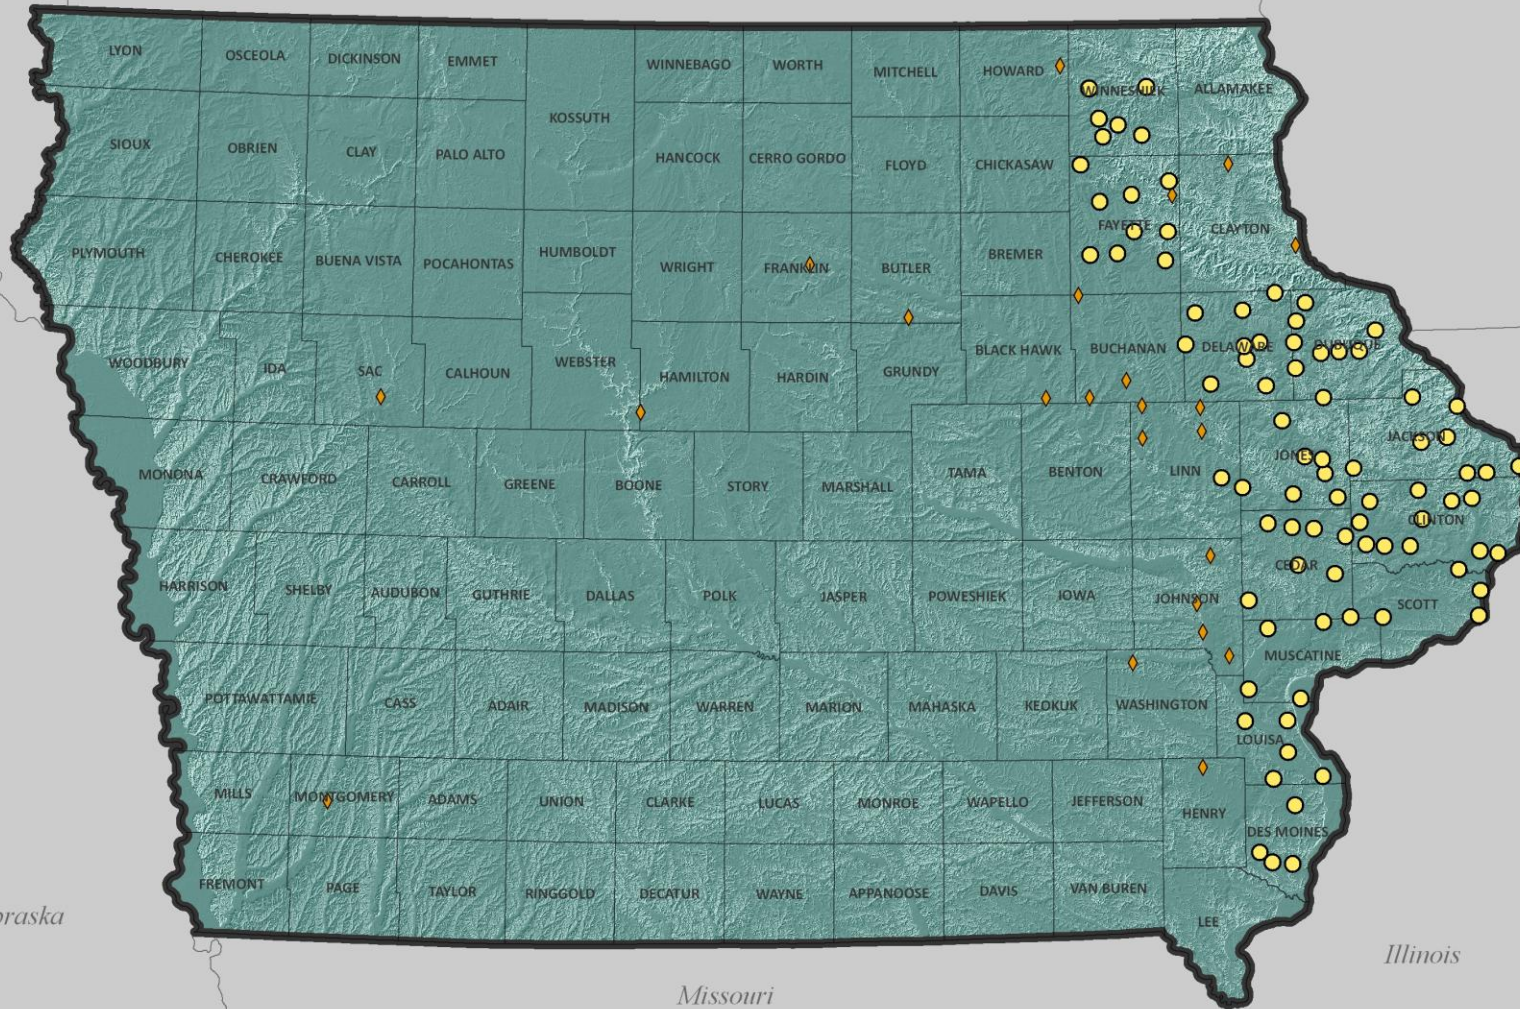 LYON
OSCEOLA
DICKINSON
EMMET
WINNEBAGO
WORTH
MITCHELL
HOWARD
WINNESHIEK
ALLAMAKEE
KOSSUTH
SIOUX
OBRIEN
CLAY
PALO ALTO
HANCOCK
CERRO GORDO
FLOYD
CHICKASAW
FAYETTE
CLAYTON
PLYMOUTH
CHEROKEE
BUENA VISTA
POCAHONTAS
HUMBOLDT
WRIGHT
FRANKLIN
BUTLER
BREMER
WOODBURY
IDA
SAC
CALHOUN
WEBSTER
HAMILTON
HARDIN
GRUNDY
BLACK HAWK
BUCHANAN
DELAWARE
DUBUQUE
MONONA
CRAWFORD
CARROLL
GREENE
BOONE
STORY
MARSHALL
TAMA
BENTON
LINN
JONES
JACKSON
CLINTON
HARRISON
SHELBY
AUDUBON
GUTHRIE
DALLAS
POLK
JASPER
POWESHIEK
IOWA
JOHNSON
CEDAR
SCOTT
MUSCATINE
POTTAWATTAMIE
CASS
ADAIR
MADISON
WARREN
MARION
MAHASKA
KEOKUK
WASHINGTON
LOUISA
MILLS
MONTGOMERY
ADAMS
UNION
CLARKE
LUCAS
MONROE
WAPELLO
JEFFERSON
HENRY
DES MOINES
FREMONT
PAGE
TAYLOR
RINGGOLD
DECATUR
WAYNE
APPANOOSE
DAVIS
VAN BUREN
LEE
braska
Illinois
Missouri